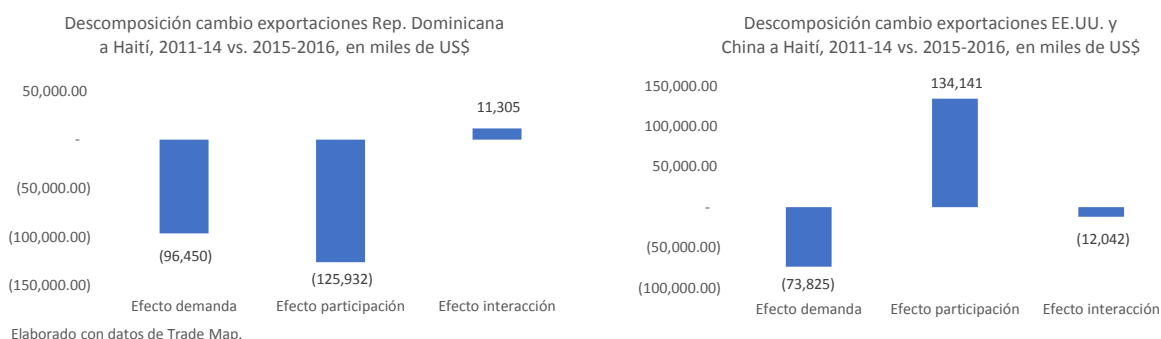 Descomposición cambio exportaciones Rep. Dominicana
a Haití, 2011-14 vs. 2015-2016, en miles de US$
50,000.00
-
(50,000.00)
(100,000.00)
(150,000.00)
(96,450)
(125,932)
11,305
Efecto demanda
Efecto participación
Efecto interacción
Elaborado con datos de Trade Map.
Descomposición cambio exportaciones EE.UU. y
China a Haití, 2011-14 vs. 2015-2016, en miles de US$
150,000.00
100,000.00
50,000.00
-
(50,000.00)
(100,000.00)
(73,825)
134,141
(12,042)
Efecto demanda
Efecto participación
Efecto interacción